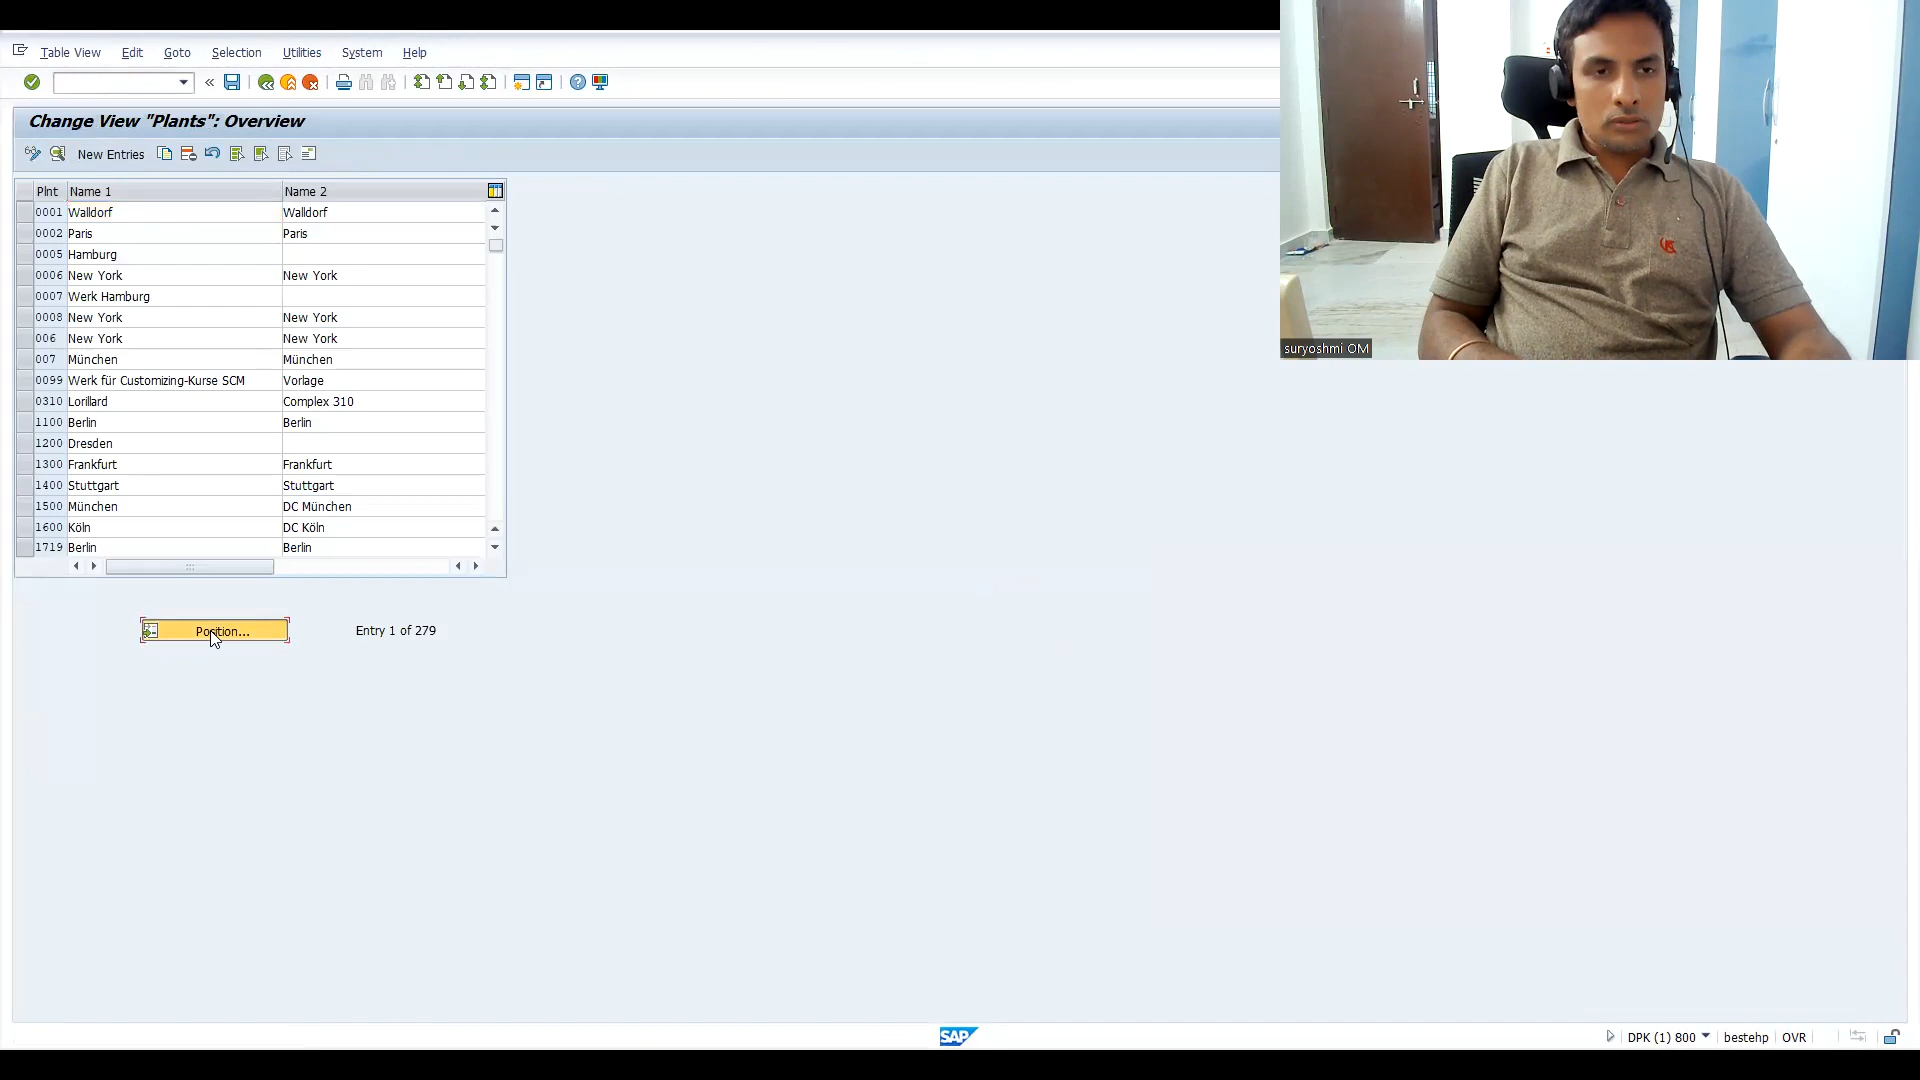 Table View Edit Goto Selection Utilities System Help
Change View "Plants": Overview
New Entries
Plnt Name 1 Name 2
0001 Walldorf Walldorf
0002 Paris Paris
0005 Hamburg
0006 New York New York
0007 Werk Hamburg
0008 New York New York
006 New York New York
007 München München
0099 Werk für Customizing-Kurse SCM Vorlage
0310 Lorillard Complex 310
1100 Berlin Berlin
1200 Dresden
1300 Frankfurt Frankfurt
1400 Stuttgart Stuttgart
1500 München DC München
1600 Köln DC Köln
1719 Berlin Berlin
Position... Entry 1 of 279
suryoshmi OM
SAP
DPK (1) 800 bestehp OVR